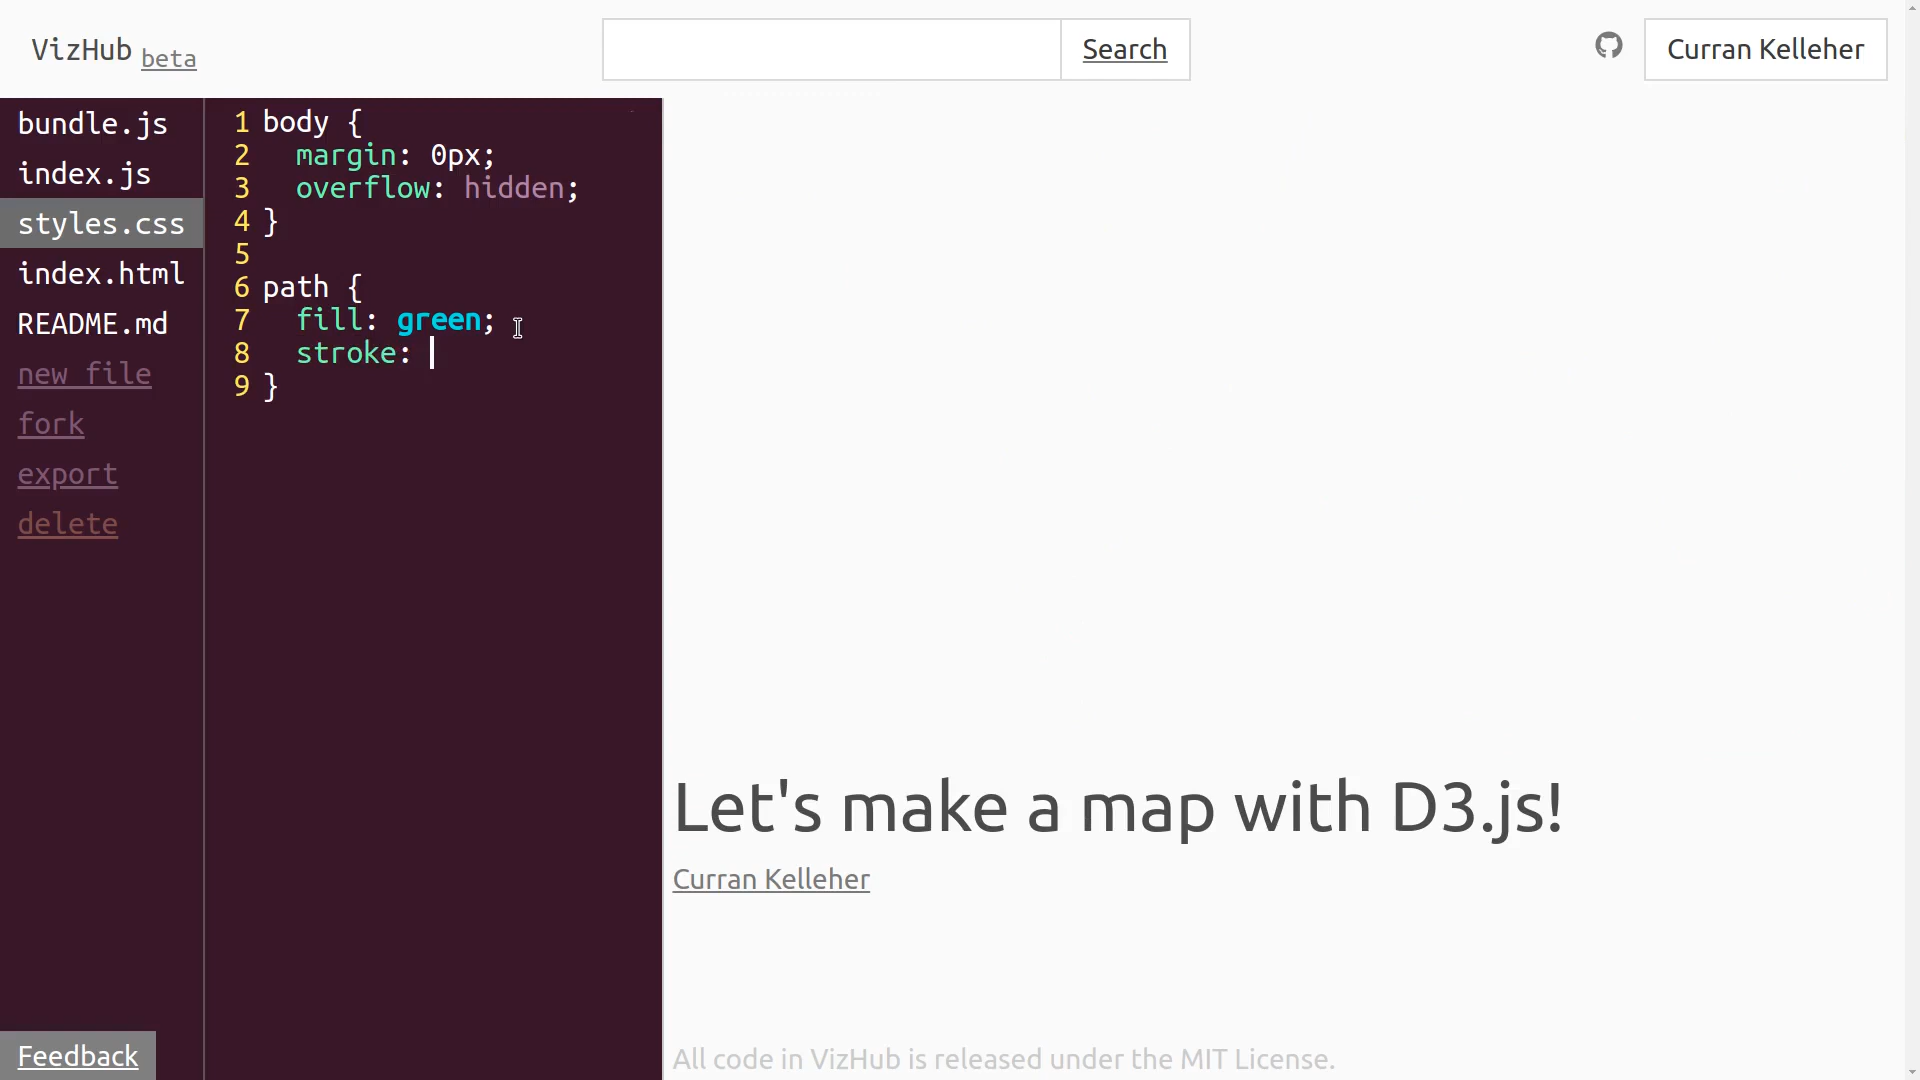 VizHub beta
Search
Curran Kelleher
bundle.js
index.js
styles.css
index.html
README.md
new file
fork
export
delete
Feedback
1 body {
2   margin: 0px;
3   overflow: hidden;
4 }
5
6 path {
7   fill: green;
8   stroke:
9 }
Let's make a map with D3.js!
Curran Kelleher
All code in VizHub is released under the MIT License.